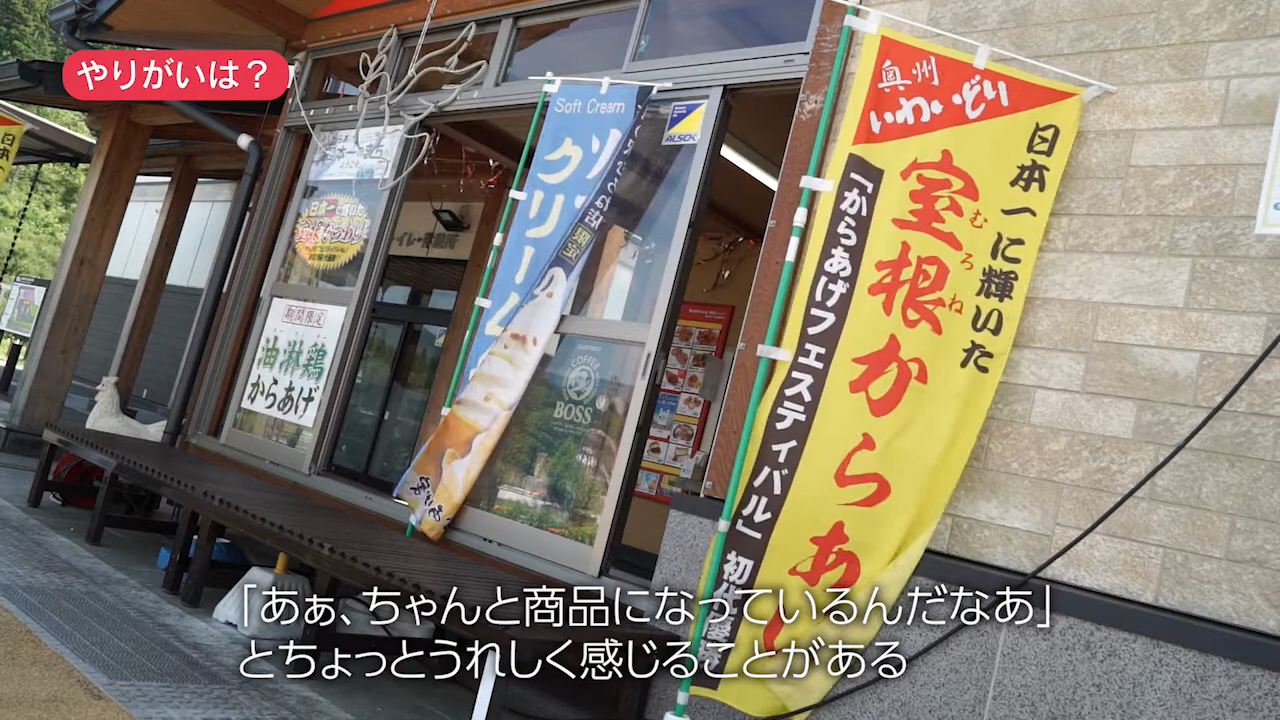 やりがいは？
Soft Cream
クリーム
ALSOK
期間限定
油淋鶏
からあげ
COFFEE
BOSS
奥州
いわいどり
日本一に輝いた
室根からあげ
むろね
「からあげフェスティバル」初代
「あぁ、ちゃんと商品になっているんだなあ」
とちょっとうれしく感じることがある